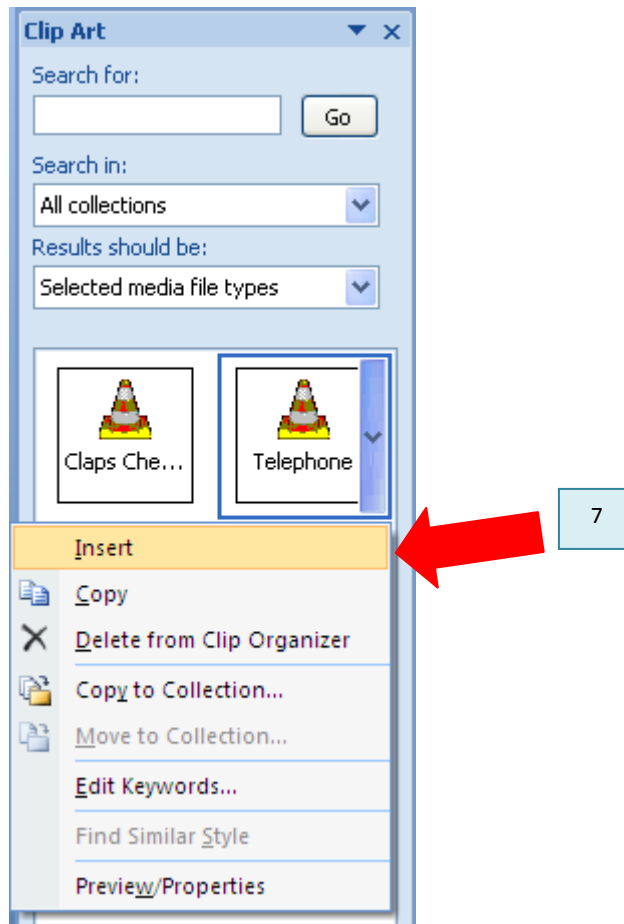 Clip Art
Search for:
Go
Search in:
All collections
Results should be:
Selected media file types
Claps Che...
Telephone
7
Insert
Copy
Delete from Clip Organizer
Copy to Collection...
Move to Collection...
Edit Keywords...
Find Similar Style
Preview/Properties